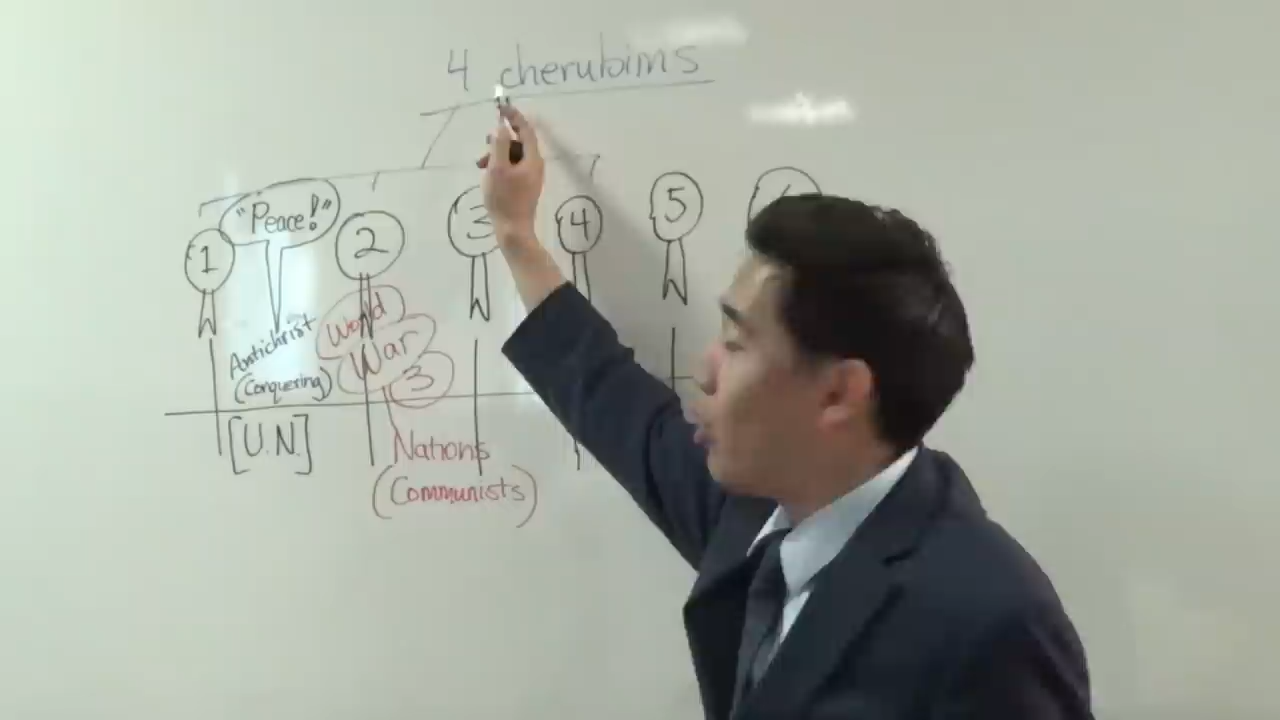 4 cherubims
"Peace!"
1
2
3
4
5
Antichrist
(Conquering)
World
War
3
[U.N.]
Nations
(Communists)